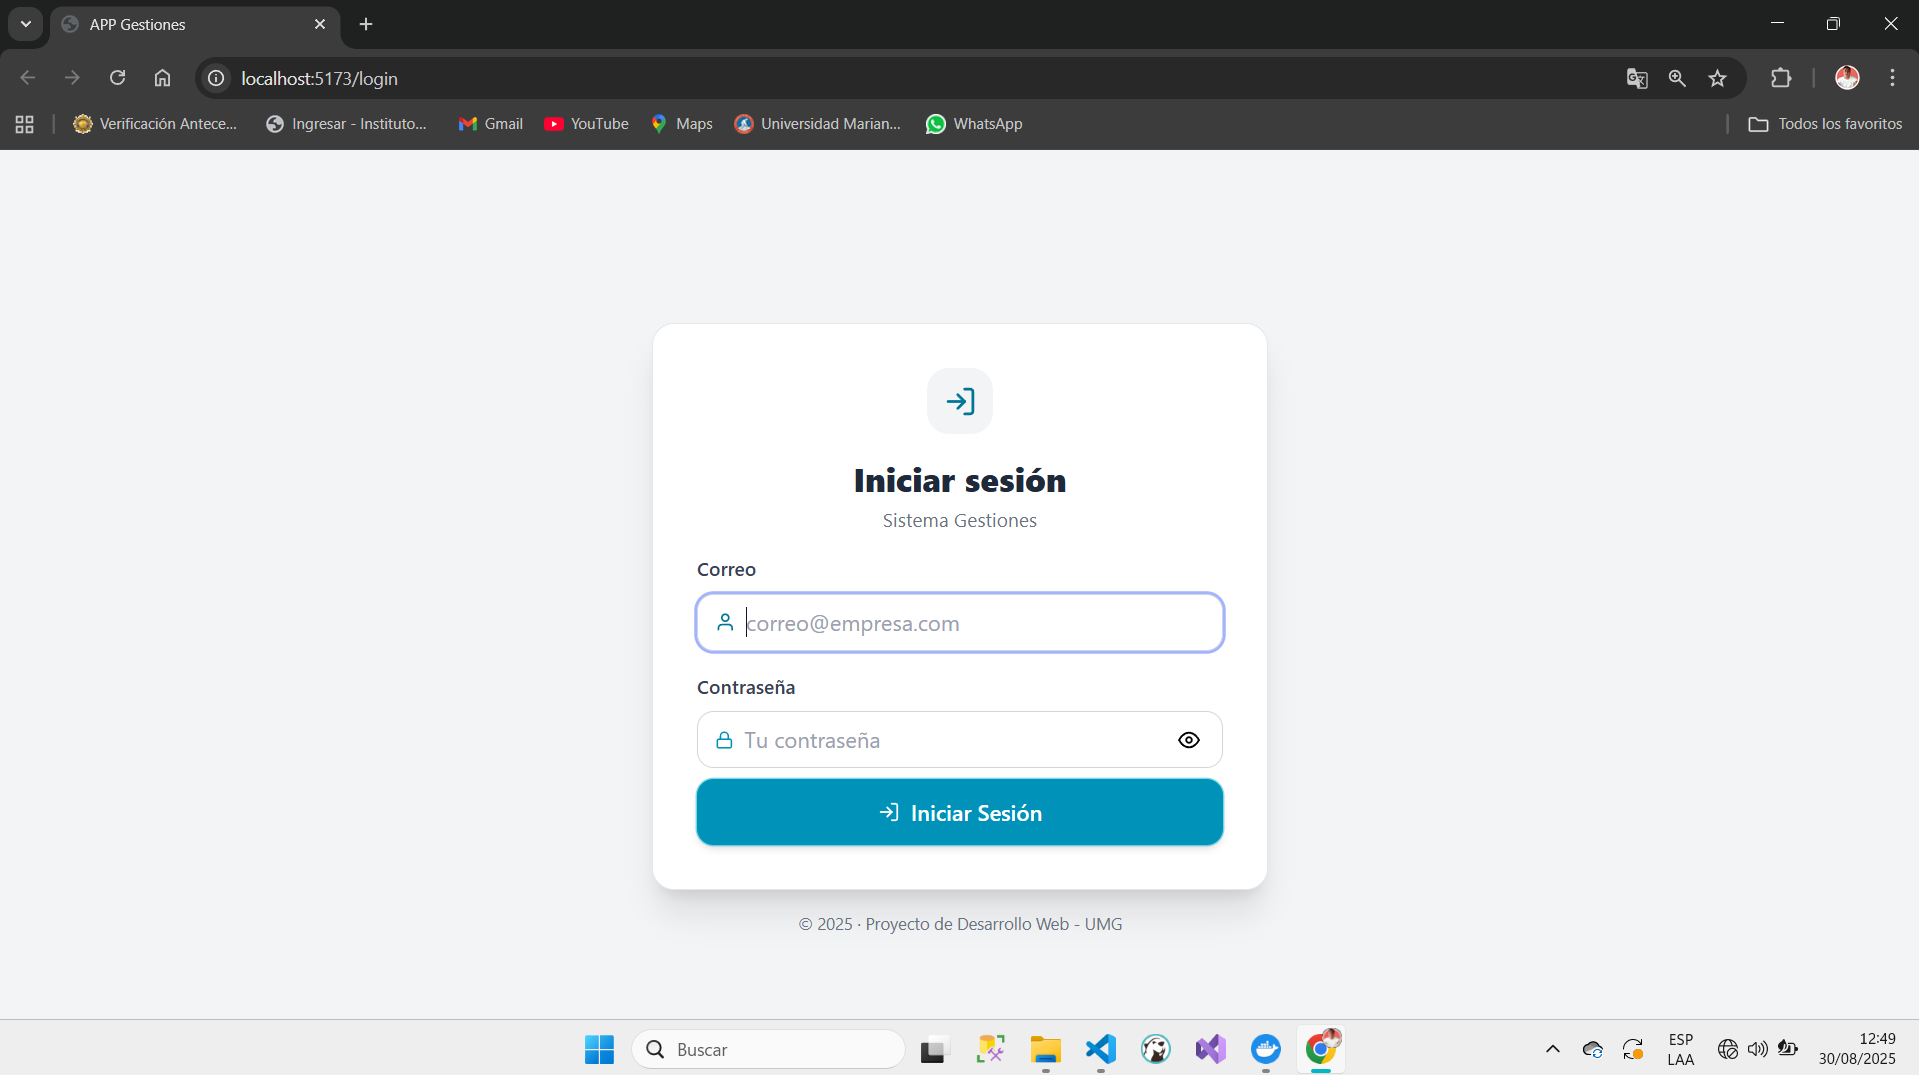 APP Gestiones
localhost:5173/login
Verificación Antece...
Ingresar - Instituto...
Gmail
YouTube
Maps
Universidad Marian...
WhatsApp
Todos los favoritos
Iniciar sesión
Sistema Gestiones
Correo
correo@empresa.com
Contraseña
Tu contraseña
Iniciar Sesión
© 2025 · Proyecto de Desarrollo Web - UMG
Buscar
ESP
LAA
12:49
30/08/2025